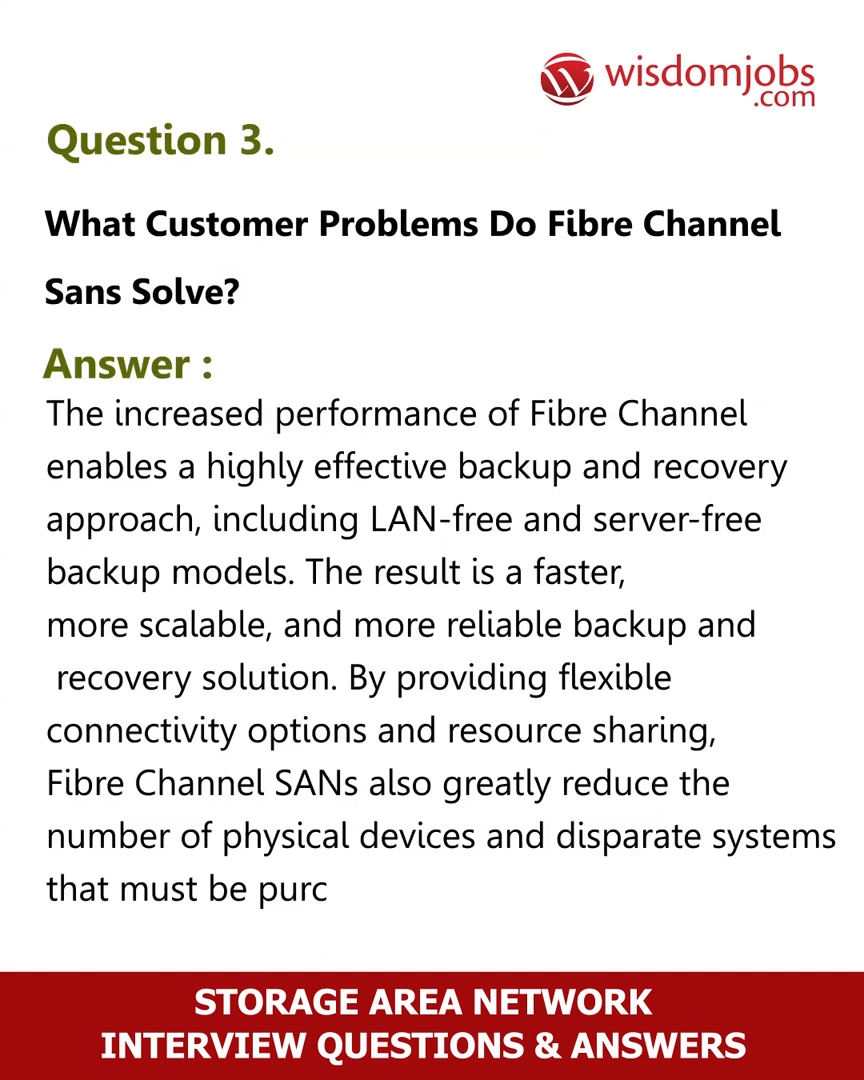 wisdomjobs
.com
Question 3.
What Customer Problems Do Fibre Channel
Sans Solve?
Answer :
The increased performance of Fibre Channel
enables a highly effective backup and recovery
approach, including LAN-free and server-free
backup models. The result is a faster,
more scalable, and more reliable backup and
recovery solution. By providing flexible
connectivity options and resource sharing,
Fibre Channel SANs also greatly reduce the
number of physical devices and disparate systems
that must be purc
STORAGE AREA NETWORK
INTERVIEW QUESTIONS & ANSWERS